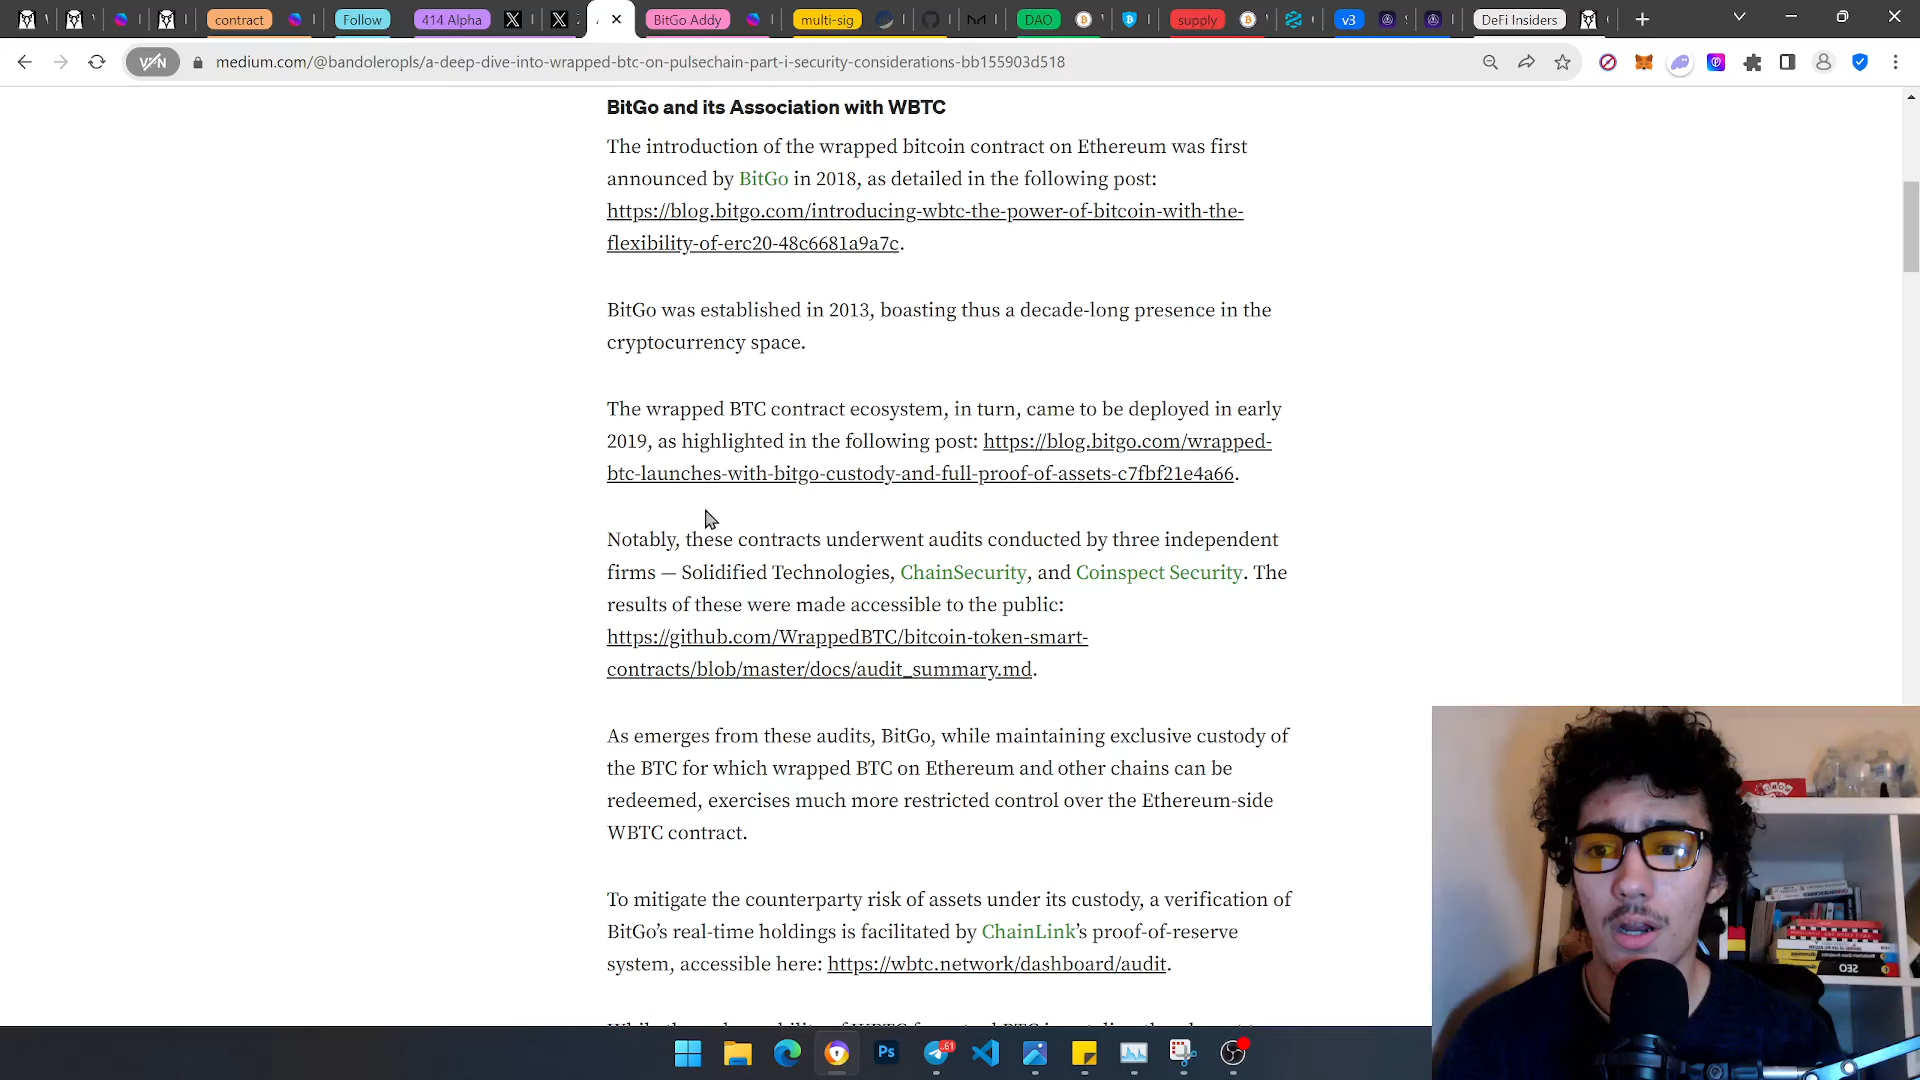 contract
Follow
414 Alpha
BitGo Addy
multi-sig
DAO
supply
v3
DeFi Insiders
medium.com/@bandoleropls/a-deep-dive-into-wrapped-btc-on-pulsechain-part-i-security-considerations-bb155903d518
BitGo and its Association with WBTC
The introduction of the wrapped bitcoin contract on Ethereum was first
announced by BitGo in 2018, as detailed in the following post:
https://blog.bitgo.com/introducing-wbtc-the-power-of-bitcoin-with-the-
flexibility-of-erc20-48c6681a9a7c.
BitGo was established in 2013, boasting thus a decade-long presence in the
cryptocurrency space.
The wrapped BTC contract ecosystem, in turn, came to be deployed in early
2019, as highlighted in the following post: https://blog.bitgo.com/wrapped-
btc-launches-with-bitgo-custody-and-full-proof-of-assets-c7fbf21e4a66.
Notably, these contracts underwent audits conducted by three independent
firms — Solidified Technologies, ChainSecurity, and Coinspect Security. The
results of these were made accessible to the public:
https://github.com/WrappedBTC/bitcoin-token-smart-
contracts/blob/master/docs/audit_summary.md.
As emerges from these audits, BitGo, while maintaining exclusive custody of
the BTC for which wrapped BTC on Ethereum and other chains can be
redeemed, exercises much more restricted control over the Ethereum-side
WBTC contract.
To mitigate the counterparty risk of assets under its custody, a verification of
BitGo's real-time holdings is facilitated by ChainLink's proof-of-reserve
system, accessible here: https://wbtc.network/dashboard/audit.
Ps
61
SEO